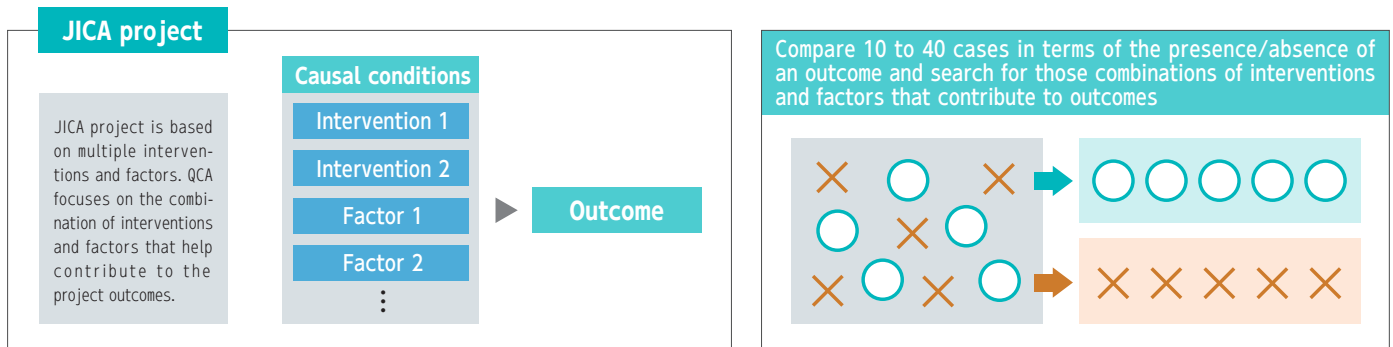 JICA project
JICA project is based
on multiple interven-
tions and factors. QCA
focuses on the combi-
nation of interventions
and factors that help
contribute to the
project outcomes.
Causal conditions
Intervention 1
Intervention 2
Factor 1
Factor 2
⋮
Outcome
Compare 10 to 40 cases in terms of the presence/absence of
an outcome and search for those combinations of interventions
and factors that contribute to outcomes